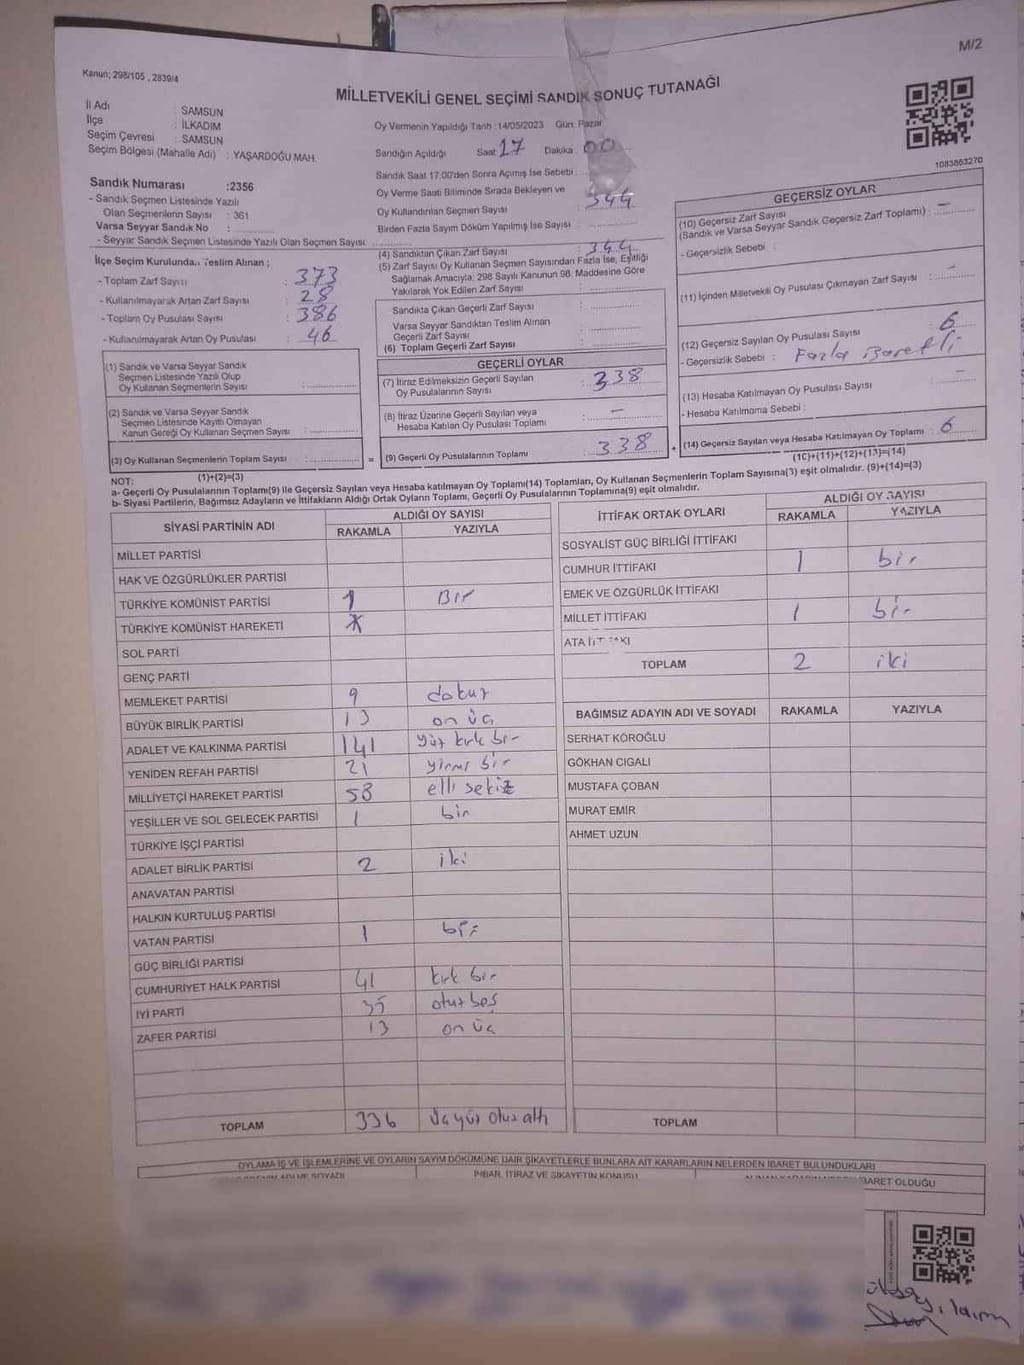 M/2
Kanun; 298/105 , 2839/4
MİLLETVEKİLİ GENEL SEÇİMİ SANDIK SONUÇ TUTANAĞI
İl Adı : SAMSUN
İlçe : İLKADIM
Seçim Çevresi : SAMSUN
Seçim Bölgesi (Mahalle Adı) : YAŞARDOĞU MAH.
Oy Vermenin Yapıldığı Tarih :14/05/2023 Gün: Pazar
Sandığın Açıldığı Saat 17 Dakika 00
Sandık Saat 17:00'den Sonra Açımış İse Sebebi :
Oy Verme Saati Bitiminde Sırada Bekleyen ve
Oy Kullandırılan Seçmen Sayısı 344
Birden Fazla Sayım Döküm Yapılmış İse Sayısı :
1083863270
Sandık Numarası :2356
- Sandık Seçmen Listesinde Yazılı
Olan Seçmenlerin Sayısı : 361
Varsa Seyyar Sandık No :
- Seyyar Sandık Seçmen Listesinde Yazılı Olan Seçmen Sayısı
İlçe Seçim Kurulundan Teslim Alınan ;
- Toplam Zarf Sayısı : 373
- Kullanılmayarak Artan Zarf Sayısı : 28
- Toplam Oy Pusulası Sayısı : 386
- Kullanılmayarak Artan Oy Pusulası : 46
(1) Sandık ve Varsa Seyyar Sandık
Seçmen Listesinde Yazılı Olup
Oy Kullanan Seçmenlerin Sayısı :
(2) Sandık ve Varsa Seyyar Sandık
Seçmen Listesinde Kayıtlı Olmayan
Kanun Gereği Oy Kullanan Seçmen Sayısı :
(3) Oy Kullanan Seçmenlerin Toplam Sayısı :
(1)+(2)=(3)
(4) Sandıktan Çıkan Zarf Sayısı : 344
(5) Zarf Sayısı Oy Kullanan Seçmen Sayısından Fazla İse, Eşitliği
Sağlamak Amacıyla; 298 Sayılı Kanunun 98. Maddesine Göre
Yakılarak Yok Edilen Zarf Sayısı :
Sandıkta Çıkan Geçerli Zarf Sayısı :
Varsa Seyyar Sandıktan Teslim Alınan
Geçerli Zarf Sayısı :
(6) Toplam Geçerli Zarf Sayısı :
GEÇERLİ OYLAR
(7) İtiraz Edilmeksizin Geçerli Sayılan
Oy Pusulalarının Sayısı : 338
(8) İtiraz Üzerine Geçerli Sayılan veya
Hesaba Katılan Oy Pusulası Toplamı : -
= (9) Geçerli Oy Pusulalarının Toplamı 338 +
GEÇERSİZ OYLAR
(10) Geçersiz Zarf Sayısı
(Sandık ve Varsa Seyyar Sandık Geçersiz Zarf Toplamı) : -
- Geçersizlik Sebebi :
(11) İçinden Milletvekili Oy Pusulası Çıkmayan Zarf Sayısı : -
(12) Geçersiz Sayılan Oy Pusulası Sayısı : 6
- Geçersizlik Sebebi : Fazla ibaretli
(13) Hesaba Katılmayan Oy Pusulası Sayısı : -
- Hesaba Katılmama Sebebi :
(14) Geçersiz Sayılan veya Hesaba Katılmayan Oy Toplamı : 6
(10)+(11)+(12)+(13)=(14)
NOT:
a- Geçerli Oy Pusulalarının Toplamı(9) ile Geçersiz Sayılan veya Hesaba katılmayan Oy Toplamı(14) Toplamları, Oy Kullanan Seçmenlerin Toplam Sayısına(3) eşit olmalıdır. (9)+(14)=(3)
b- Siyasi Partilerin, Bağımsız Adayların ve İttifakların Aldığı Ortak Oyların Toplamı, Geçerli Oy Pusulalarının Toplamına(9) eşit olmalıdır.
SİYASİ PARTİNİN ADI ALDIĞI OY SAYISI
RAKAMLA YAZIYLA
MİLLET PARTİSİ
HAK VE ÖZGÜRLÜKLER PARTİSİ
TÜRKİYE KOMÜNİST PARTİSİ 1 Bir
TÜRKİYE KOMÜNİST HAREKETİ
SOL PARTİ
GENÇ PARTİ
MEMLEKET PARTİSİ 9 dokuz
BÜYÜK BİRLİK PARTİSİ 13 on üç
ADALET VE KALKINMA PARTİSİ 141 yüz kırk bir
YENİDEN REFAH PARTİSİ 21 yirmi bir
MİLLİYETÇİ HAREKET PARTİSİ 58 elli sekiz
YEŞİLLER VE SOL GELECEK PARTİSİ 1 bir
TÜRKİYE İŞÇİ PARTİSİ
ADALET BİRLİK PARTİSİ 2 iki
ANAVATAN PARTİSİ
HALKIN KURTULUŞ PARTİSİ
VATAN PARTİSİ 1 bir
GÜÇ BİRLİĞİ PARTİSİ
CUMHURİYET HALK PARTİSİ 41 kırk bir
İYİ PARTİ 35 otuz beş
ZAFER PARTİSİ 13 on üç
TOPLAM 336 üç yüz otuz altı
İTTİFAK ORTAK OYLARI ALDIĞI OY SAYISI
RAKAMLA YAZIYLA
SOSYALİST GÜÇ BİRLİĞİ İTTİFAKI
CUMHUR İTTİFAKI 1 bir
EMEK VE ÖZGÜRLÜK İTTİFAKI
MİLLET İTTİFAKI 1 bir
ATA İTTİFAKI
TOPLAM 2 iki
BAĞIMSIZ ADAYIN ADI VE SOYADI RAKAMLA YAZIYLA
SERHAT KÖROĞLU
GÖKHAN CIGALI
MUSTAFA ÇOBAN
MURAT EMİR
AHMET UZUN
TOPLAM
OYLAMA İŞ VE İŞLEMLERİNE VE OYLARIN SAYIM DÖKÜMÜNE DAİR ŞİKAYETLERLE BUNLARA AİT KARARLARIN NELERDEN İBARET BULUNDUKLARI
ADI VE SOYADI İHBAR, İTİRAZ VE ŞİKAYETİN KONUSU İBARET OLDUĞU